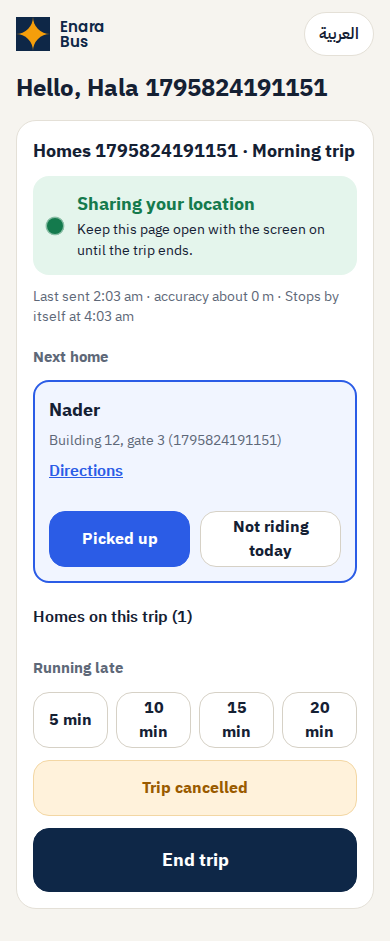 Enara
Bus
العربية
Hello, Hala 1795824191151
Homes 1795824191151 · Morning trip
Sharing your location
Keep this page open with the screen on
until the trip ends.
Last sent 2:03 am · accuracy about 0 m · Stops by
itself at 4:03 am
Next home
Nader
Building 12, gate 3 (1795824191151)
Directions
Picked up
Not riding
today
Homes on this trip (1)
Running late
5 min
10
min
15
min
20
min
Trip cancelled
End trip